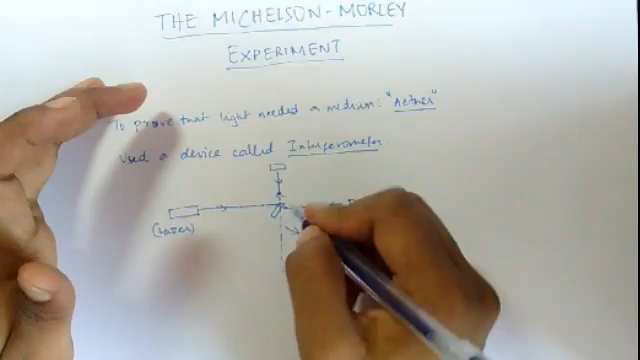 THE MICHELSON-MORLEY
EXPERIMENT
To prove that light needed a medium: "Aether"
Used a device called Interferometer.
(Laser)